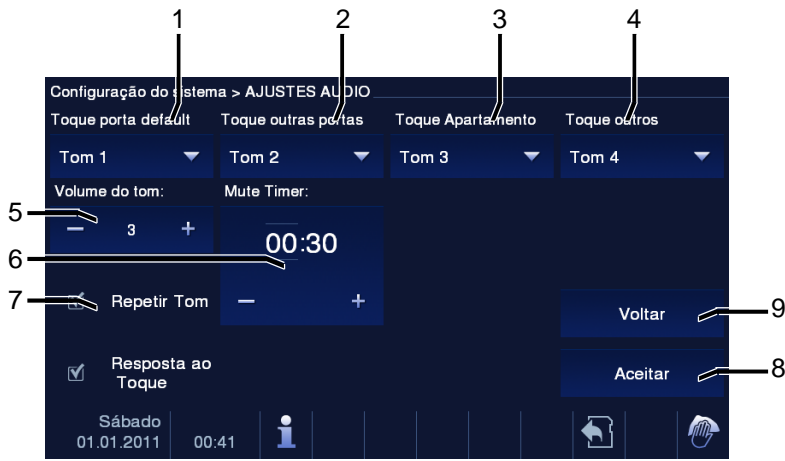 1 2 3 4
Configuração do sistema > AJUSTES AUDIO
Toque porta default Toque outras portas Toque Apartamento Toque outros
Tom 1 Tom 2 Tom 3 Tom 4
Volume do tom: Mute Timer:
5
− 3 +
00:30
6
7
Repetir Tom
− +
Voltar
9
Resposta ao
Toque
Aceitar
8
Sábado
01.01.2011 00:41